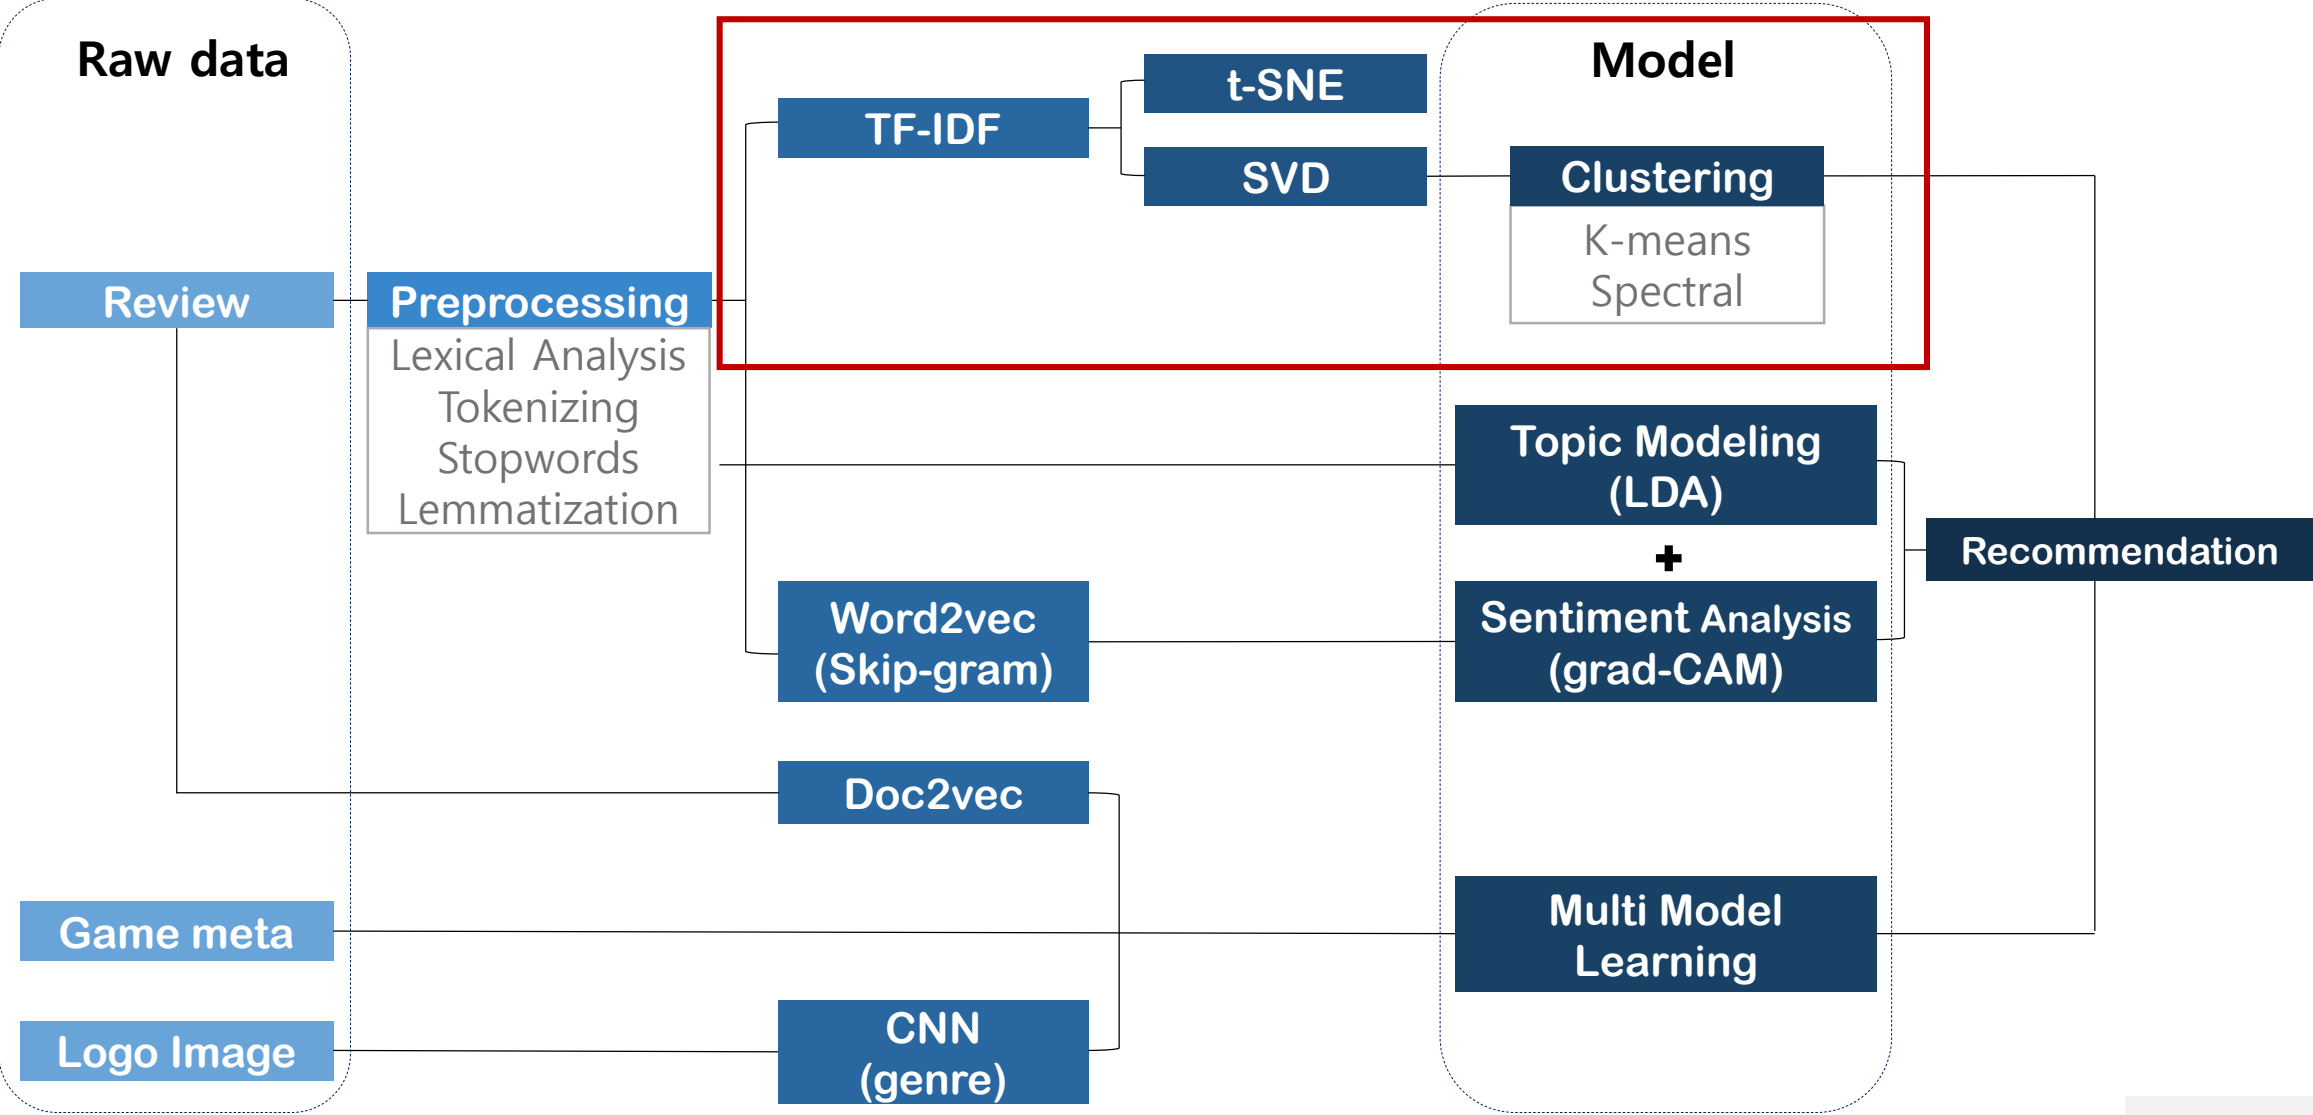 Raw data
Model
t-SNE
TF-IDF
SVD
Clustering
K-means
Spectral
Review
Preprocessing
Lexical Analysis
Tokenizing
Stopwords
Lemmatization
Topic Modeling
(LDA)
+
Recommendation
Word2vec
(Skip-gram)
Sentiment Analysis
(grad-CAM)
Doc2vec
Game meta
Multi Model
Learning
Logo Image
CNN
(genre)